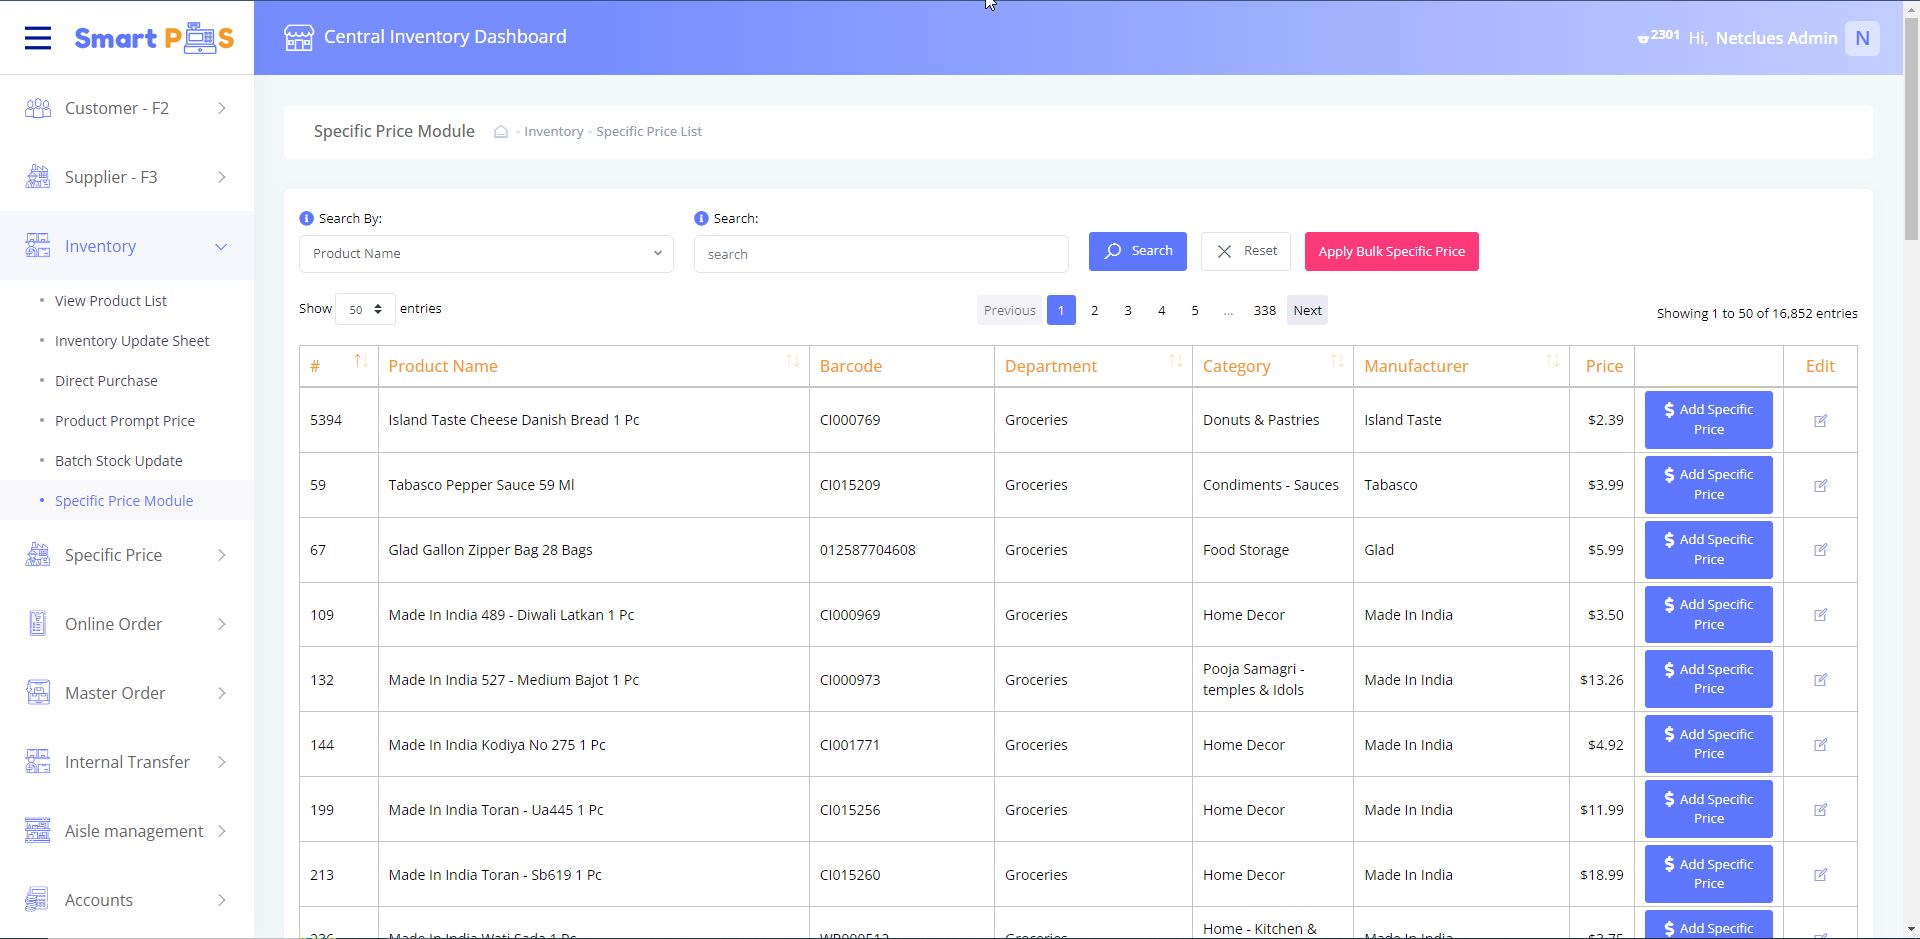 Smart POS
Central Inventory Dashboard
2301 Hi, Netclues Admin N
Customer - F2
Supplier - F3
Inventory
View Product List
Inventory Update Sheet
Direct Purchase
Product Prompt Price
Batch Stock Update
Specific Price Module
Specific Price
Online Order
Master Order
Internal Transfer
Aisle management
Accounts
Specific Price Module Inventory Specific Price List
Search By: Search:
Product Name search Search Reset Apply Bulk Specific Price
Show 50 entries Previous 1 2 3 4 5 ... 338 Next Showing 1 to 50 of 16,852 entries
# Product Name Barcode Department Category Manufacturer Price Edit
5394 Island Taste Cheese Danish Bread 1 Pc CI000769 Groceries Donuts & Pastries Island Taste $2.39 $ Add Specific
Price
59 Tabasco Pepper Sauce 59 Ml CI015209 Groceries Condiments - Sauces Tabasco $3.99 $ Add Specific
Price
67 Glad Gallon Zipper Bag 28 Bags 012587704608 Groceries Food Storage Glad $5.99 $ Add Specific
Price
109 Made In India 489 - Diwali Latkan 1 Pc CI000969 Groceries Home Decor Made In India $3.50 $ Add Specific
Price
132 Made In India 527 - Medium Bajot 1 Pc CI000973 Groceries Pooja Samagri - Made In India $13.26 $ Add Specific
temples & Idols Price
144 Made In India Kodiya No 275 1 Pc CI001771 Groceries Home Decor Made In India $4.92 $ Add Specific
Price
199 Made In India Toran - Ua445 1 Pc CI015256 Groceries Home Decor Made In India $11.99 $ Add Specific
Price
213 Made In India Toran - Sb619 1 Pc CI015260 Groceries Home Decor Made In India $18.99 $ Add Specific
Price
Made In India Groceries Home - Kitchen & Made In India $ Add Specific